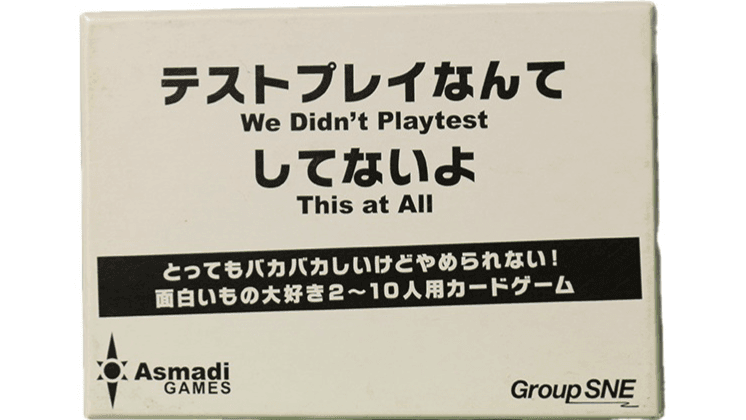 テストプレイなんて
We Didn't Playtest
してないよ
This at All
とってもバカバカしいけどやめられない！
面白いもの大好き2～10人用カードゲーム
Asmadi
GAMES
Group SNE